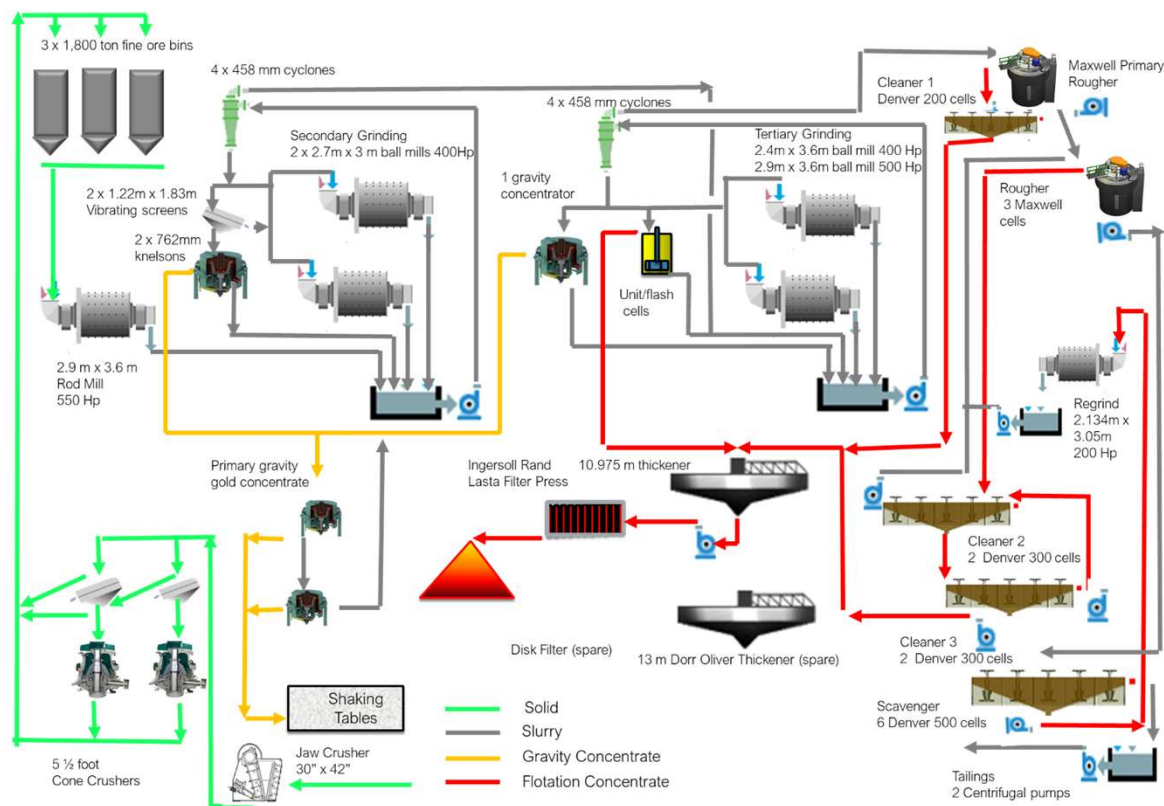 3 x 1,800 ton fine ore bins
4 x 458 mm cyclones
Secondary Grinding
2 x 2.7m x 3 m ball mills 400Hp
2 x 1.22m x 1.83m
Vibrating screens
2 x 762mm
knelsons
2.9 m x 3.6 m
Rod Mill
550 Hp
4 x 458 mm cyclones
1 gravity
concentrator
Unit/flash
cells
Tertiary Grinding
2.4m x 3.6m ball mill 400 Hp
2.9m x 3.6m ball mill 500 Hp
Cleaner 1
Denver 200 cells
Maxwell Primary
Rougher
Rougher
3 Maxwell
cells
Regrind
2.134m x
3.05m
200 Hp
Primary gravity
gold concentrate
Ingersoll Rand
Lasta Filter Press
10.975 m thickener
Cleaner 2
2 Denver 300 cells
Cleaner 3
2 Denver 300 cells
Disk Filter (spare)
13 m Dorr Oliver Thickener (spare)
Scavenger
6 Denver 500 cells
Tailings
2 Centrifugal pumps
Shaking
Tables
5 ½ foot
Cone Crushers
Jaw Crusher
30" x 42"
Solid
Slurry
Gravity Concentrate
Flotation Concentrate